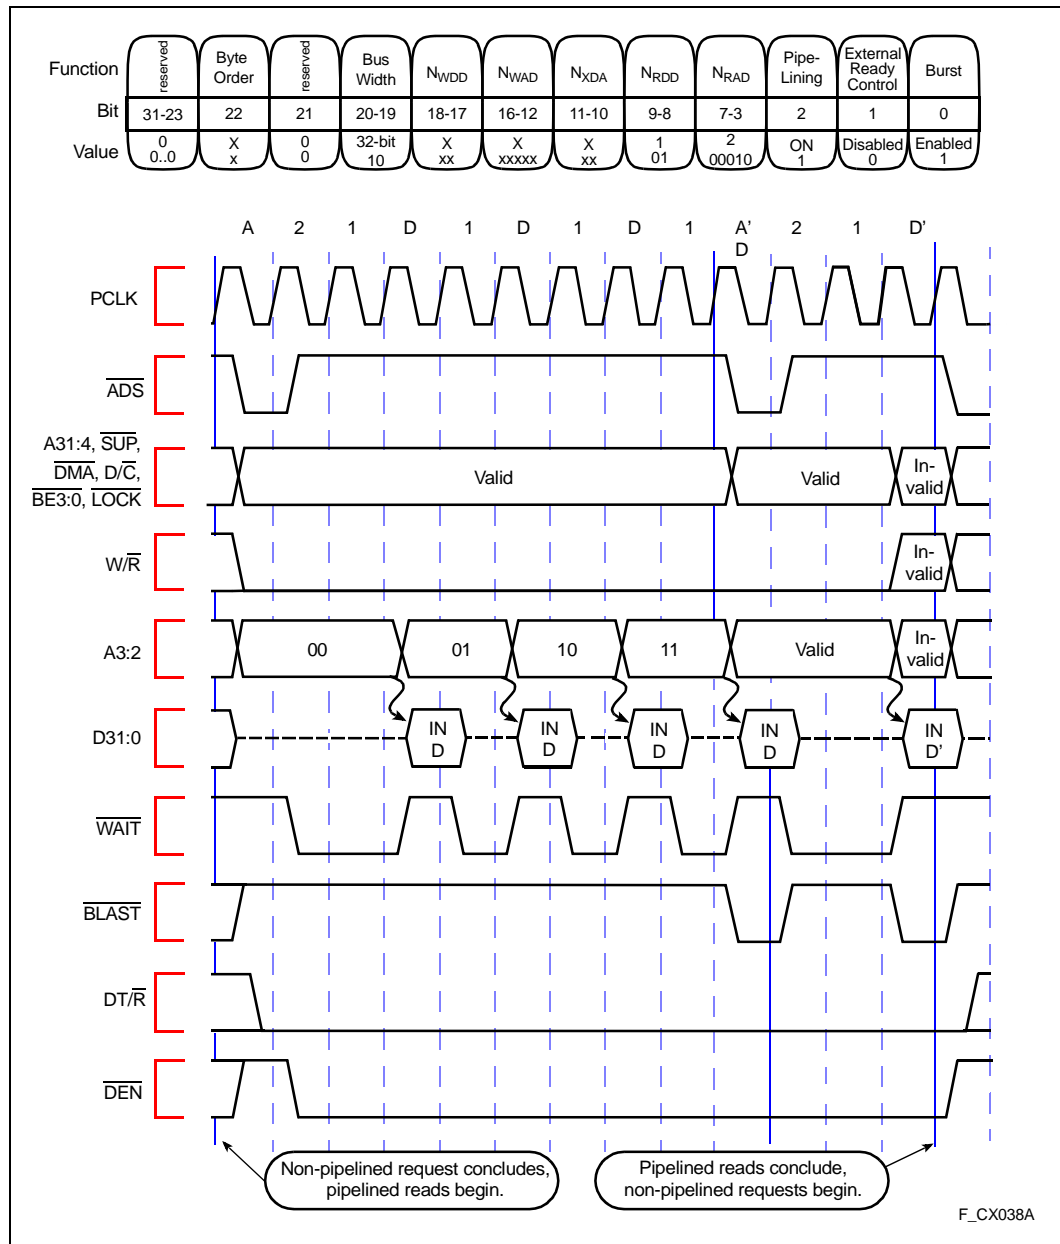 Function reserved Byte Order reserved Bus Width NWDD NWAD NXDA NRDD NRAD Pipe-Lining External Ready Control Burst
Bit 31-23 22 21 20-19 18-17 16-12 11-10 9-8 7-3 2 1 0
Value 0 X 0 32-bit X X X 1 2 ON Disabled Enabled
0..0 x 0 10 xx xxxxx xx 01 00010 1 0 1
A 2 1 D 1 D 1 D 1 A' 2 1 D'
D
PCLK
ADS
A31:4, SUP,
DMA, D/C,
BE3:0, LOCK
Valid Valid In-
valid
W/R
In-
valid
A3:2
00 01 10 11 Valid In-
valid
D31:0
IN IN IN IN IN
D D D D D'
WAIT
BLAST
DT/R
DEN
Non-pipelined request concludes,
pipelined reads begin.
Pipelined reads conclude,
non-pipelined requests begin.
F_CX038A